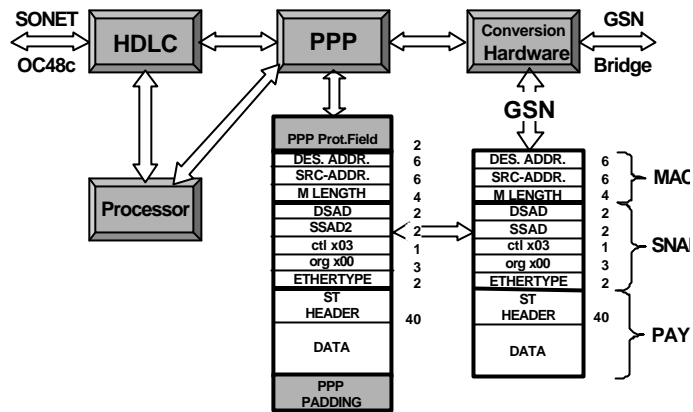 SONET
OC48c
HDLC
PPP
Conversion
Hardware
GSN
Bridge
GSN
Processor
PPP Prot.Field 2
DES. ADDR. 6
SRC-ADDR. 6
M LENGTH 4
DSAD 2
SSAD2 2
ctl x03 1
org x00 3
ETHERTYPE 2
ST
HEADER 40
DATA
PPP
PADDING
DES. ADDR. 6
SRC-ADDR. 6
M LENGTH 4
DSAD 2
SSAD 2
ctl x03 1
org x00 3
ETHERTYPE 2
ST
HEADER 40
DATA
MAC
SNA
PAY